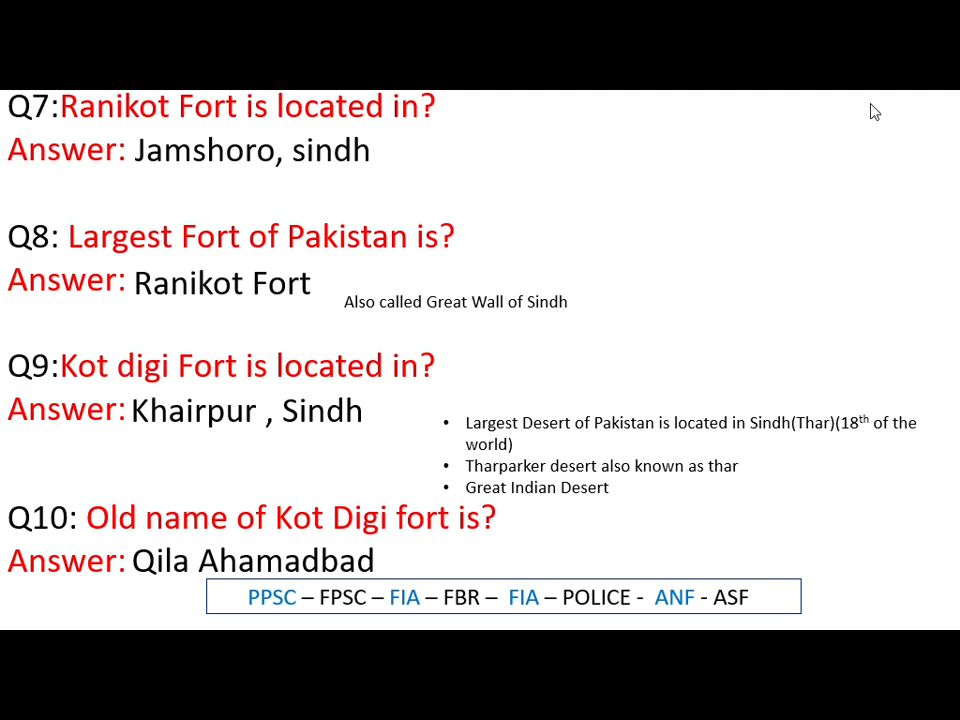 Q7:Ranikot Fort is located in?
Answer: Jamshoro, sindh
Q8: Largest Fort of Pakistan is?
Answer: Ranikot Fort
Also called Great Wall of Sindh
Q9:Kot digi Fort is located in?
Answer: Khairpur , Sindh
• Largest Desert of Pakistan is located in Sindh(Thar)(18th of the
world)
• Tharparker desert also known as thar
• Great Indian Desert
Q10: Old name of Kot Digi fort is?
Answer: Qila Ahamadbad
PPSC – FPSC – FIA – FBR – FIA – POLICE - ANF - ASF